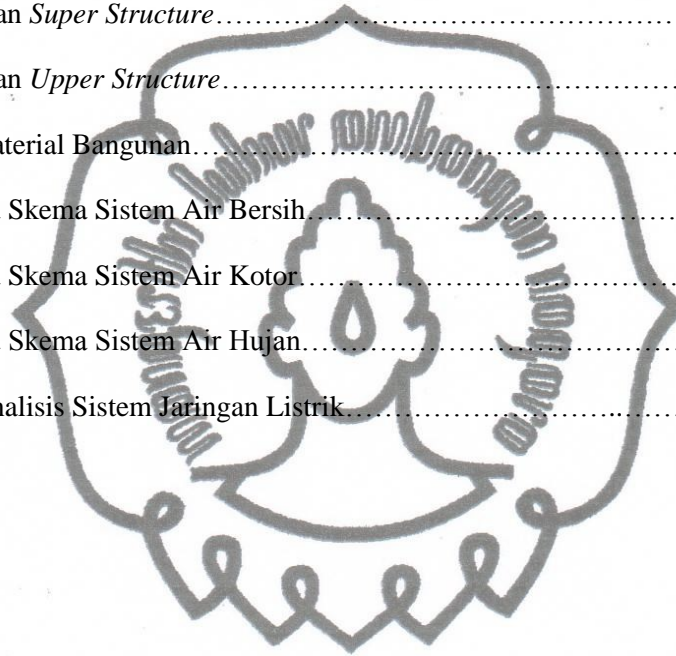 an Super Structure……………………………………………
an Upper Structure……………………………………………
aterial Bangunan………………………………………………
Skema Sistem Air Bersih……………………………………
Skema Sistem Air Kotor……………………………………
Skema Sistem Air Hujan……………………………………
nalisis Sistem Jaringan Listrik………………………………..……